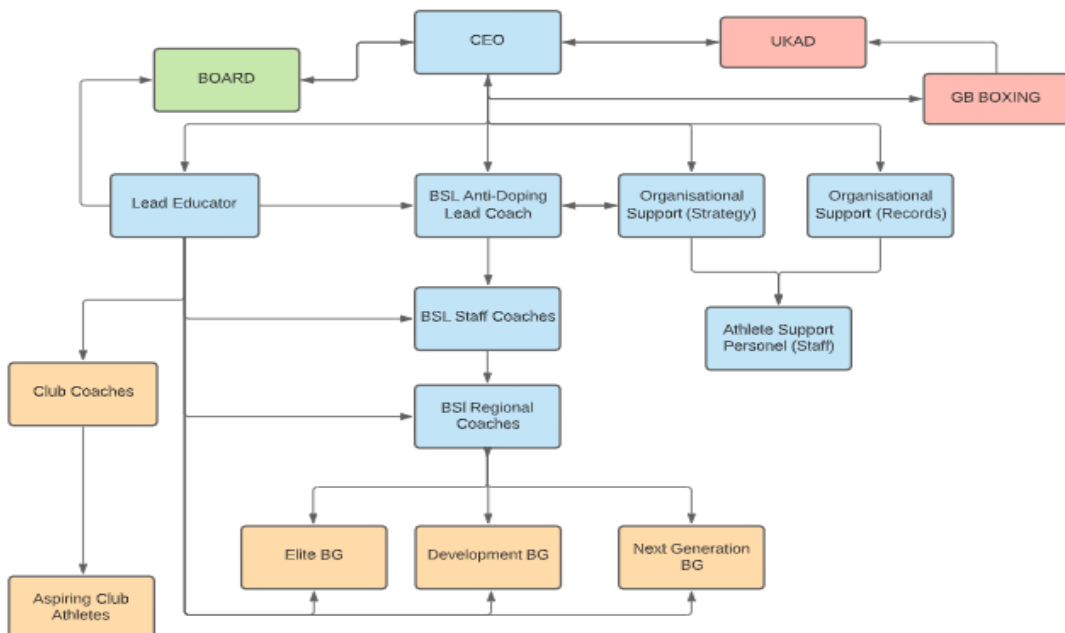 CEO
UKAD
BOARD
GB BOXING
Lead Educator
BSL Anti-Doping
Lead Coach
Organisational
Support (Strategy)
Organisational
Support (Records)
BSL Staff Coaches
Athlete Support
Personel (Staff)
Club Coaches
BSl Regional
Coaches
Elite BG
Development BG
Next Generation
BG
Aspiring Club
Athletes